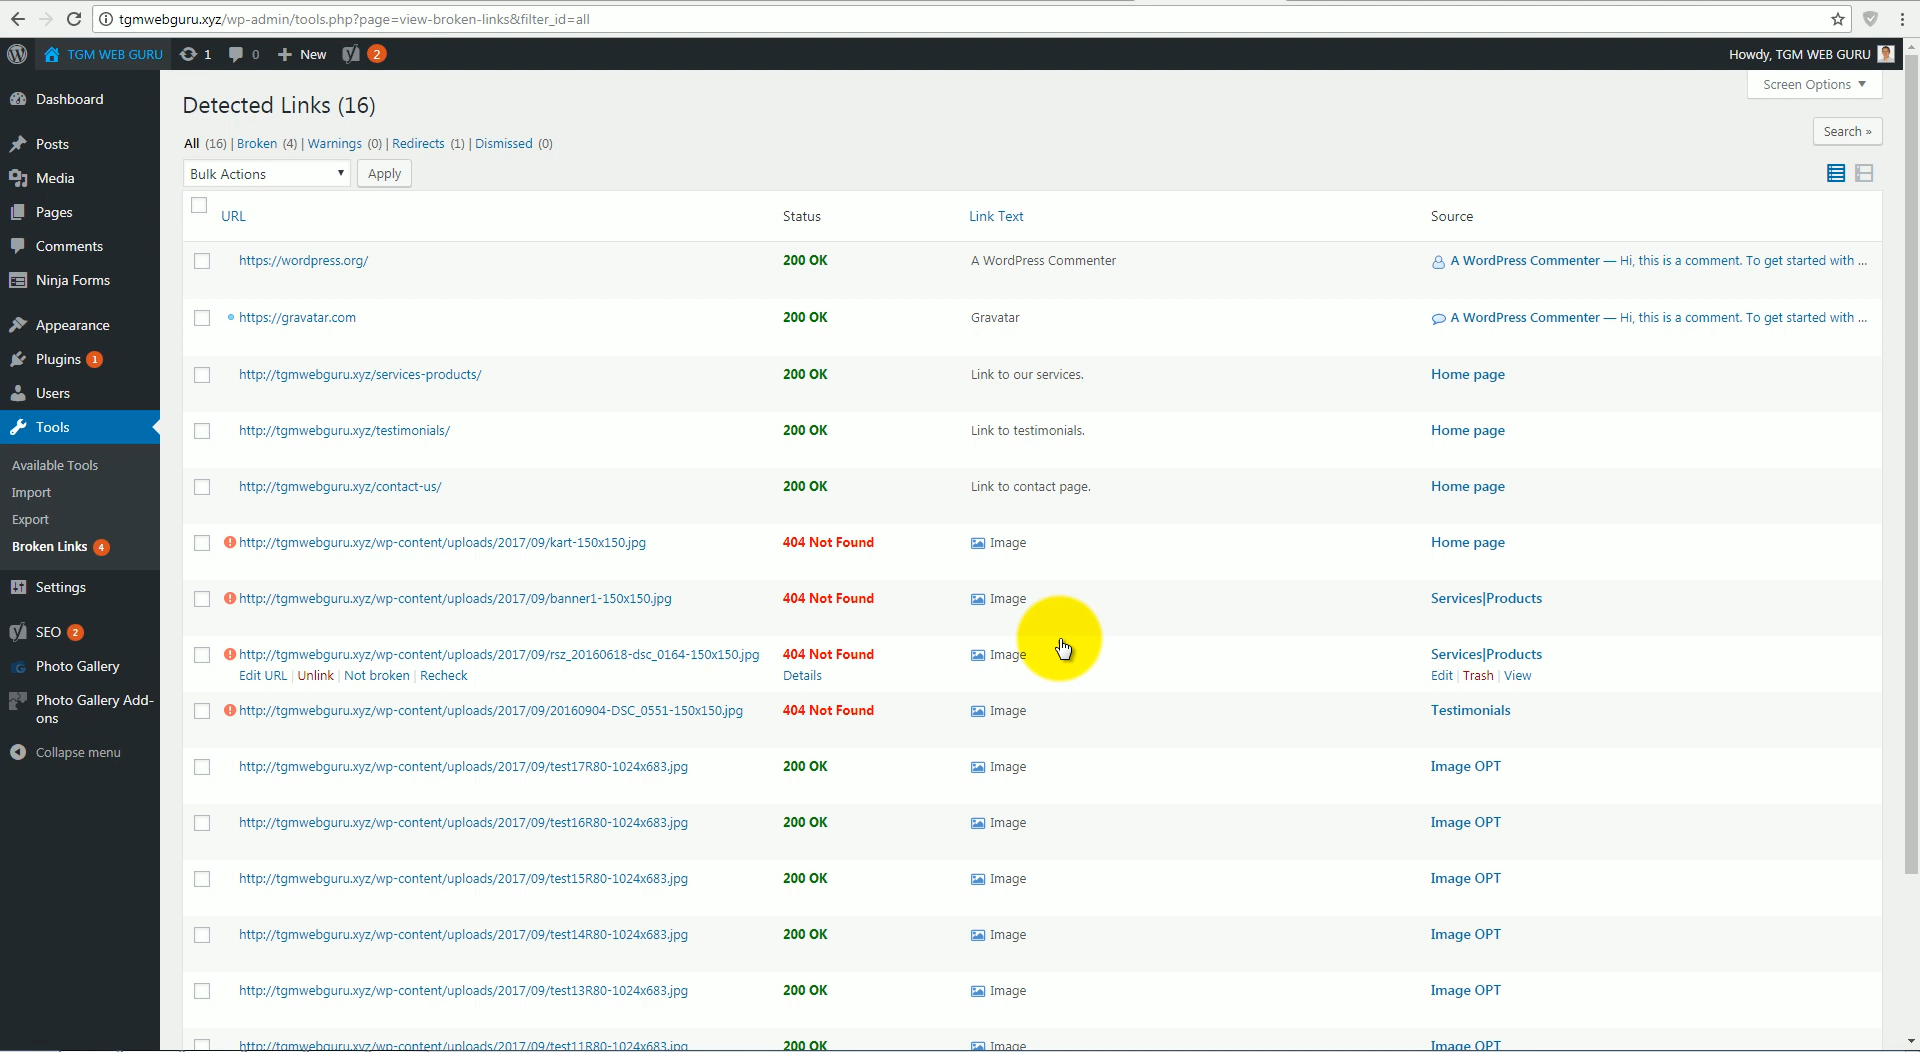 tgmwebguru.xyz/wp-admin/tools.php?page=view-broken-links&filter_id=all
TGM WEB GURU 1 0 New 2 Howdy, TGM WEB GURU
Screen Options
Dashboard
Posts
Media
Pages
Comments
Ninja Forms
Appearance
Plugins 1
Users
Tools
Available Tools
Import
Export
Broken Links 4
Settings
SEO 2
Photo Gallery
Photo Gallery Add-
ons
Collapse menu
Detected Links (16)
All (16) | Broken (4) | Warnings (0) | Redirects (1) | Dismissed (0)
Search »
Bulk Actions Apply
URL Status Link Text Source
https://wordpress.org/ 200 OK A WordPress Commenter A WordPress Commenter — Hi, this is a comment. To get started with ...
https://gravatar.com 200 OK Gravatar A WordPress Commenter — Hi, this is a comment. To get started with ...
http://tgmwebguru.xyz/services-products/ 200 OK Link to our services. Home page
http://tgmwebguru.xyz/testimonials/ 200 OK Link to testimonials. Home page
http://tgmwebguru.xyz/contact-us/ 200 OK Link to contact page. Home page
http://tgmwebguru.xyz/wp-content/uploads/2017/09/kart-150x150.jpg 404 Not Found Image Home page
http://tgmwebguru.xyz/wp-content/uploads/2017/09/banner1-150x150.jpg 404 Not Found Image Services|Products
http://tgmwebguru.xyz/wp-content/uploads/2017/09/rsz_20160618-dsc_0164-150x150.jpg 404 Not Found Image Services|Products
Edit URL | Unlink | Not broken | Recheck Details Edit | Trash | View
http://tgmwebguru.xyz/wp-content/uploads/2017/09/20160904-DSC_0551-150x150.jpg 404 Not Found Image Testimonials
http://tgmwebguru.xyz/wp-content/uploads/2017/09/test17R80-1024x683.jpg 200 OK Image Image OPT
http://tgmwebguru.xyz/wp-content/uploads/2017/09/test16R80-1024x683.jpg 200 OK Image Image OPT
http://tgmwebguru.xyz/wp-content/uploads/2017/09/test15R80-1024x683.jpg 200 OK Image Image OPT
http://tgmwebguru.xyz/wp-content/uploads/2017/09/test14R80-1024x683.jpg 200 OK Image Image OPT
http://tgmwebguru.xyz/wp-content/uploads/2017/09/test13R80-1024x683.jpg 200 OK Image Image OPT
http://tgmwebguru.xyz/wp-content/uploads/2017/09/test11R80-1024x683.jpg 200 OK Image Image OPT